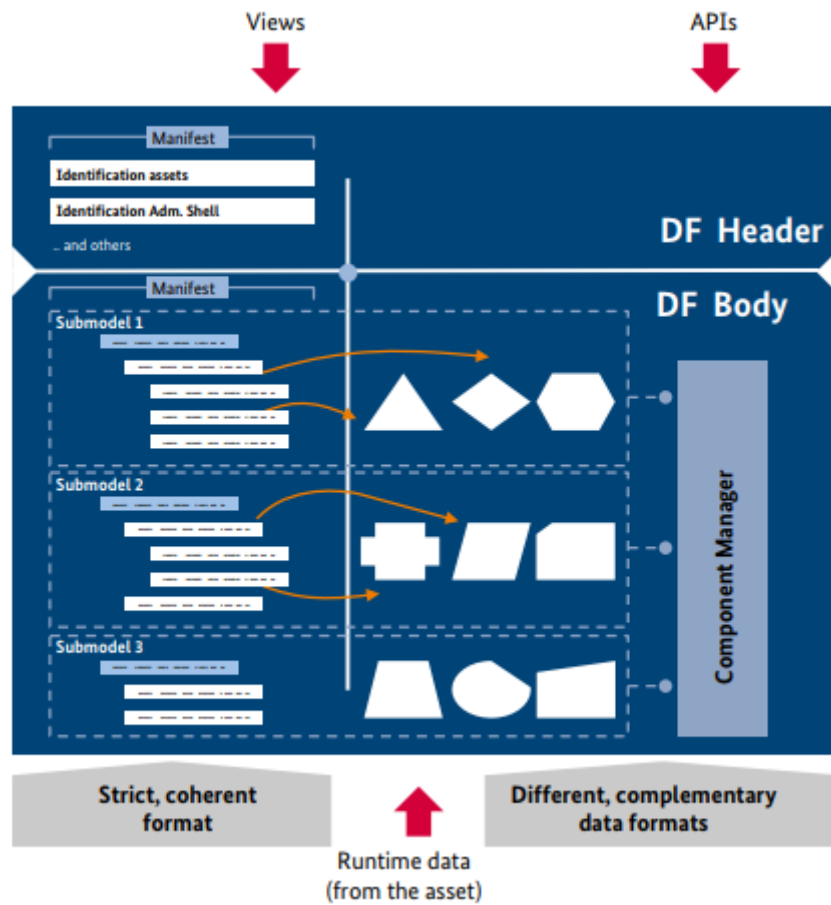 Views
APIs
Manifest
Identification assets
Identification Adm. Shell
... and others
DF Header
Manifest
DF Body
Submodel 1
Submodel 2
Submodel 3
Component Manager
Strict, coherent
format
Different, complementary
data formats
Runtime data
(from the asset)